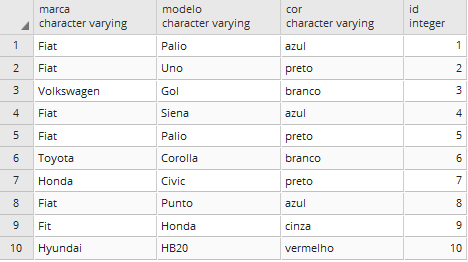 marca modelo cor id
character varying character varying character varying integer
1 Fiat Palio azul 1
2 Fiat Uno preto 2
3 Volkswagen Gol branco 3
4 Fiat Siena azul 4
5 Fiat Palio preto 5
6 Toyota Corolla branco 6
7 Honda Civic preto 7
8 Fiat Punto azul 8
9 Fit Honda cinza 9
10 Hyundai HB20 vermelho 10